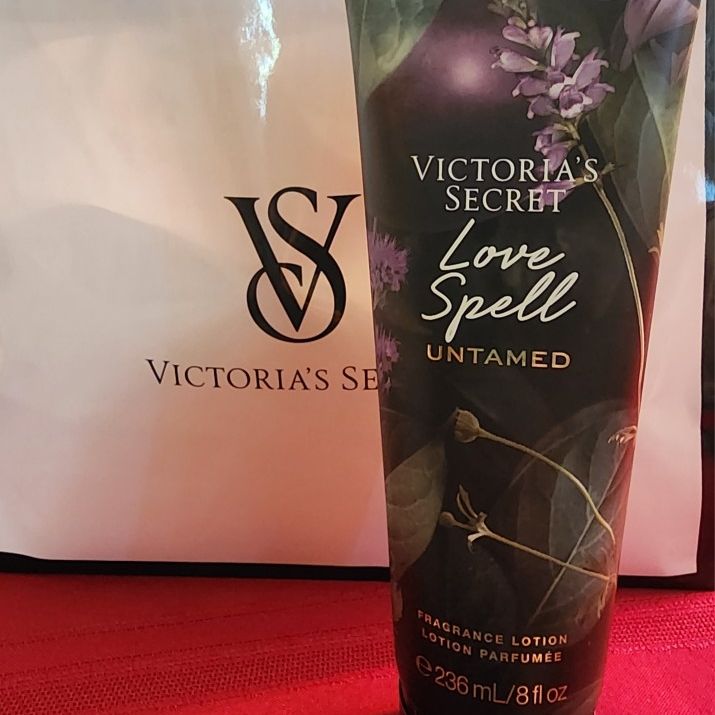 VS
VICTORIA'S SE
VICTORIA'S
SECRET
Love
Spell
UNTAMED
FRAGRANCE LOTION
LOTION PARFUMÉE
℮ 236 mL/8 fl oz